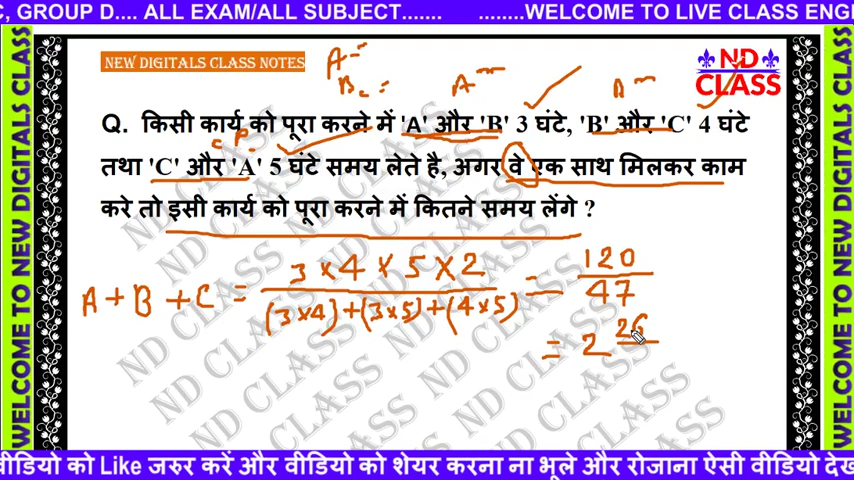 C, GROUP D.... ALL EXAM/ALL SUBJECT....... .........WELCOME TO LIVE CLASS ENG
NEW DIGITALS CLASS NOTES
ND
CLASS
Q. किसी कार्य को पूरा करने में 'A' और 'B' 3 घंटे, 'B' और 'C' 4 घंटे
तथा 'C' और 'A' 5 घंटे समय लेते है, अगर वे एक साथ मिलकर काम
करे तो इसी कार्य को पूरा करने में कितने समय लेंगे ?
A + B + C = 3 × 4 × 5 × 2 / (3×4)+(3×5)+(4×5) = 120 / 47
= 2 26
WELCOME TO NEW DIGITALS CLASS
WELCOME TO NEW DIGITALS CLASS
वीडियो को Like जरुर करें और वीडियो को शेयर करना ना भूले और रोजाना ऐसी वीडियो देख